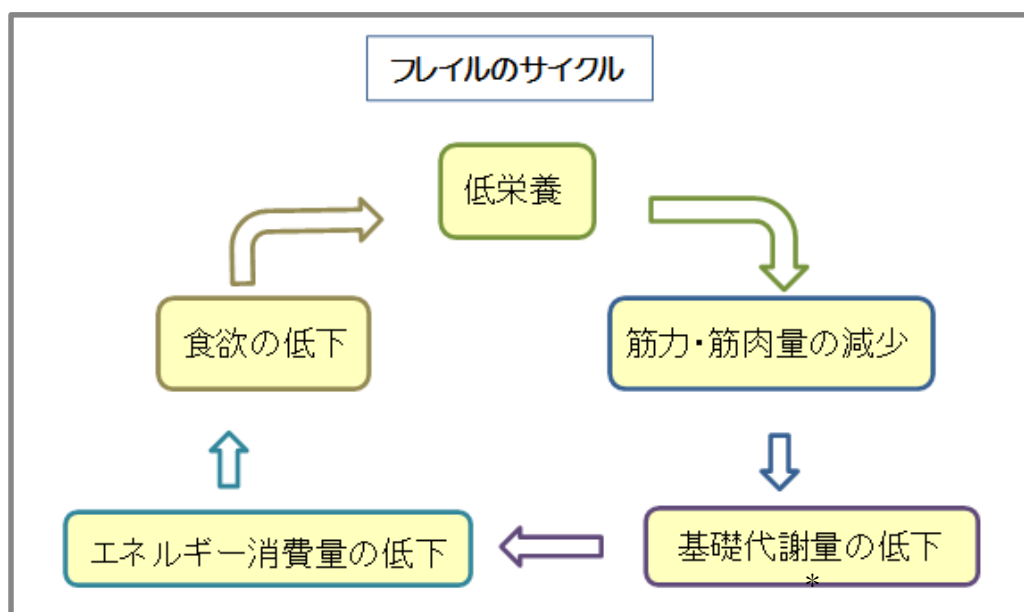 フレイルのサイクル
低栄養
筋力・筋肉量の減少
基礎代謝量の低下
*
エネルギー消費量の低下
食欲の低下